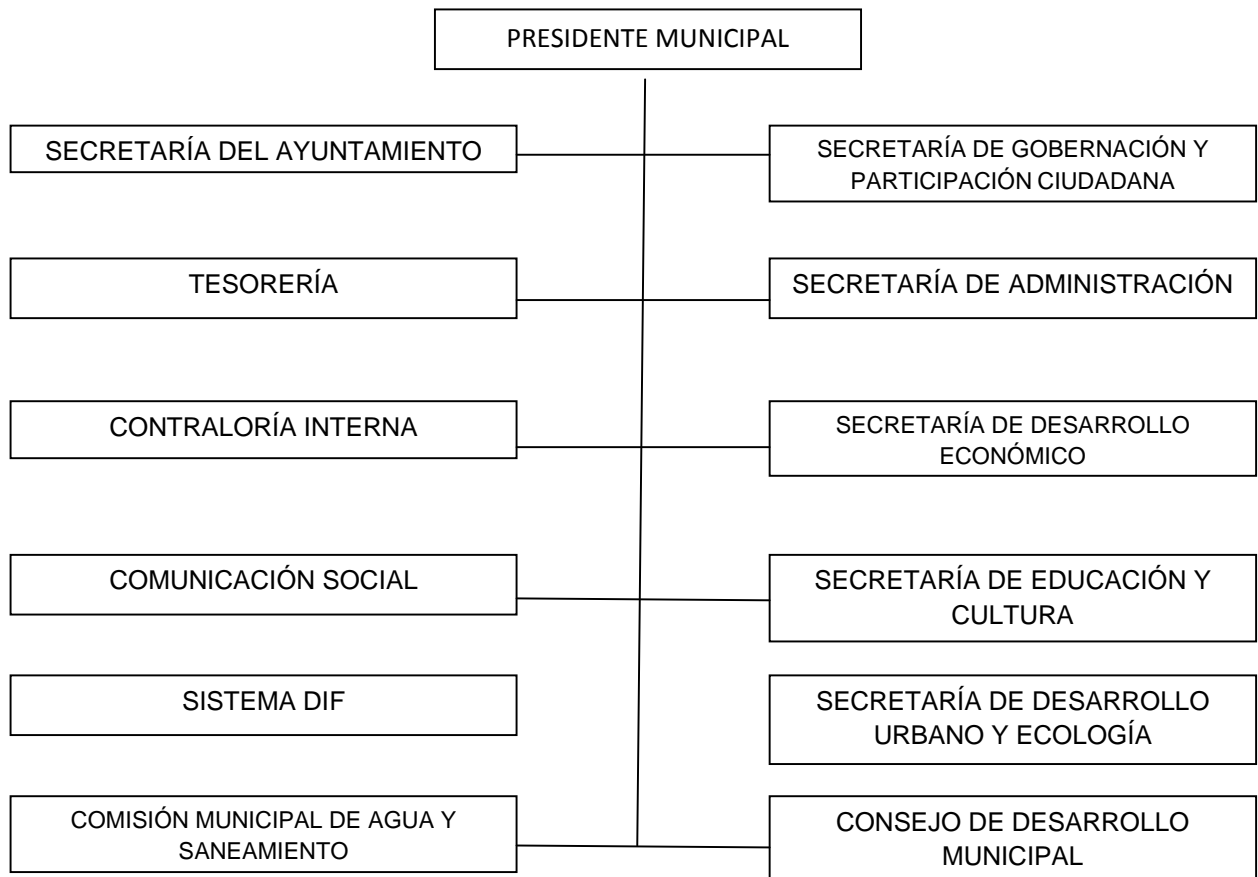 PRESIDENTE MUNICIPAL
SECRETARÍA DEL AYUNTAMIENTO
SECRETARÍA DE GOBERNACIÓN Y
PARTICIPACIÓN CIUDADANA
TESORERÍA
SECRETARÍA DE ADMINISTRACIÓN
CONTRALORÍA INTERNA
SECRETARÍA DE DESARROLLO
ECONÓMICO
COMUNICACIÓN SOCIAL
SECRETARÍA DE EDUCACIÓN Y
CULTURA
SISTEMA DIF
SECRETARÍA DE DESARROLLO
URBANO Y ECOLOGÍA
COMISIÓN MUNICIPAL DE AGUA Y
SANEAMIENTO
CONSEJO DE DESARROLLO
MUNICIPAL